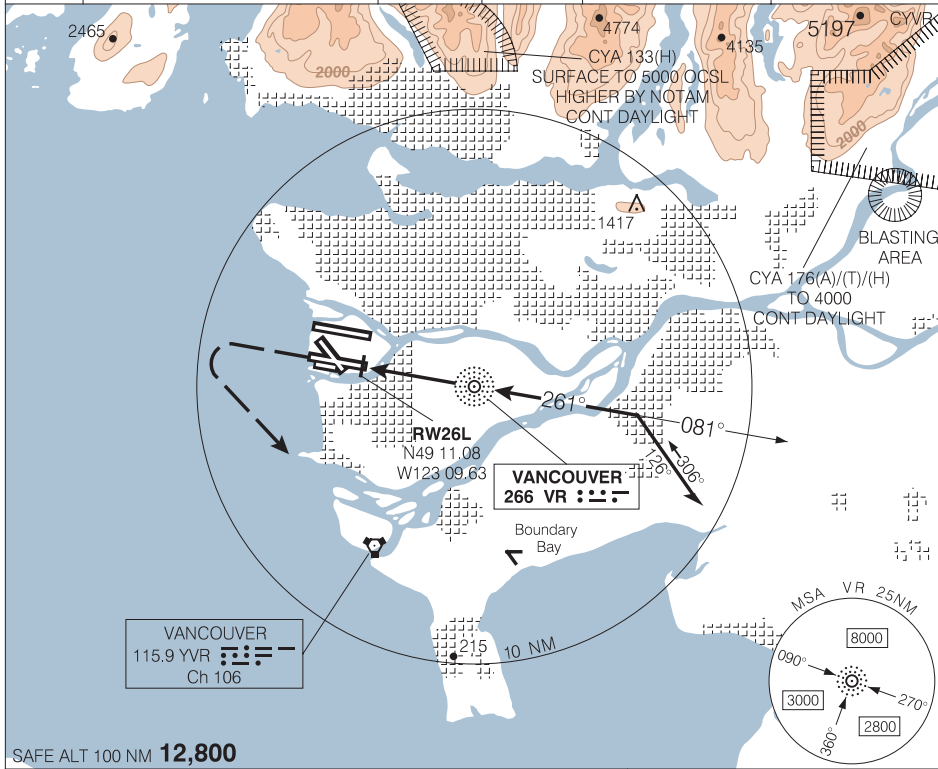 2465
4774
5197
CYVR
4135
2000
CYA 133(H)
SURFACE TO 5000 OCSL
HIGHER BY NOTAM
CONT DAYLIGHT
2000
1417
BLASTING
AREA
CYA 176(A)/(T)/(H)
TO 4000
CONT DAYLIGHT
261°
081°
RW26L
N49 11.08
W123 09.63
126°
306°
VANCOUVER
266 VR
Boundary
Bay
VANCOUVER
115.9 YVR
Ch 106
215
10 NM
MSA VR 25NM
8000
090°
270°
3000
2800
360°
SAFE ALT 100 NM 12,800